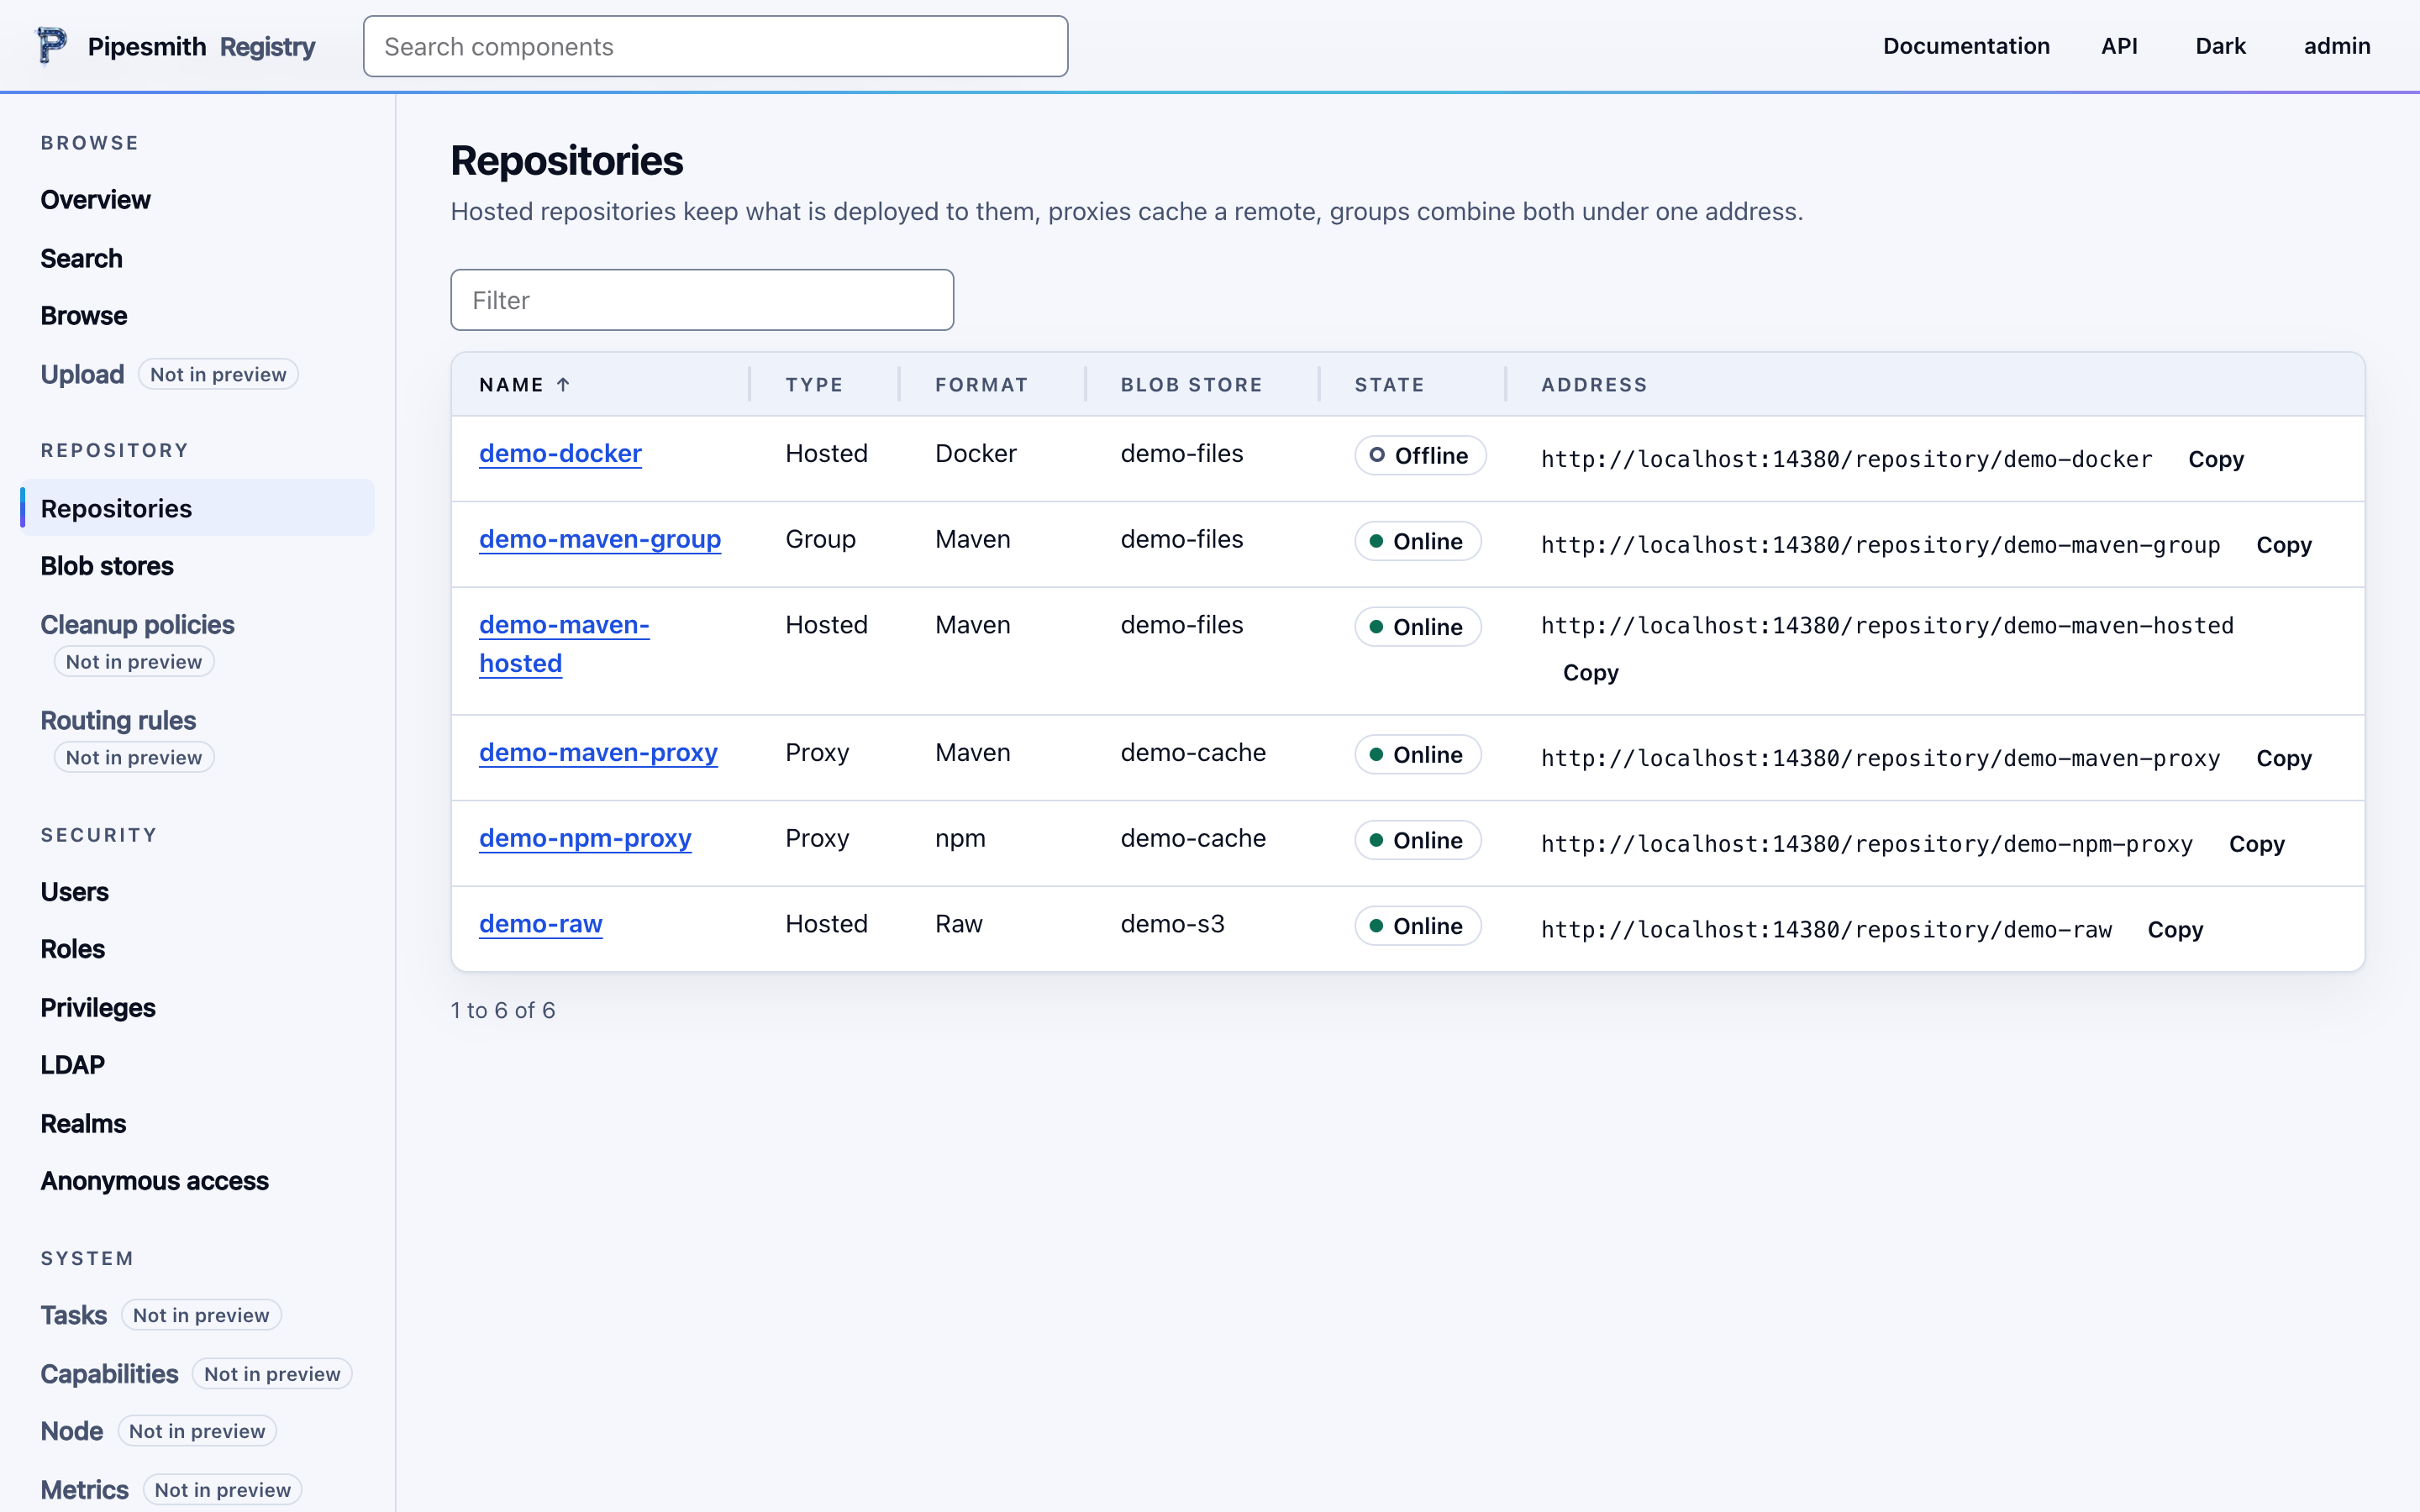 Pipesmith Registry
Search components
Documentation API Dark admin
BROWSE
Overview
Search
Browse
Upload Not in preview
REPOSITORY
Repositories
Blob stores
Cleanup policies
Not in preview
Routing rules
Not in preview
SECURITY
Users
Roles
Privileges
LDAP
Realms
Anonymous access
SYSTEM
Tasks Not in preview
Capabilities Not in preview
Node Not in preview
Metrics Not in preview
Repositories
Hosted repositories keep what is deployed to them, proxies cache a remote, groups combine both under one address.
Filter
NAME ↑ TYPE FORMAT BLOB STORE STATE ADDRESS
demo-docker Hosted Docker demo-files Offline http://localhost:14380/repository/demo-docker Copy
demo-maven-group Group Maven demo-files Online http://localhost:14380/repository/demo-maven-group Copy
demo-maven- Hosted Maven demo-files Online http://localhost:14380/repository/demo-maven-hosted
hosted Copy
demo-maven-proxy Proxy Maven demo-cache Online http://localhost:14380/repository/demo-maven-proxy Copy
demo-npm-proxy Proxy npm demo-cache Online http://localhost:14380/repository/demo-npm-proxy Copy
demo-raw Hosted Raw demo-s3 Online http://localhost:14380/repository/demo-raw Copy
1 to 6 of 6